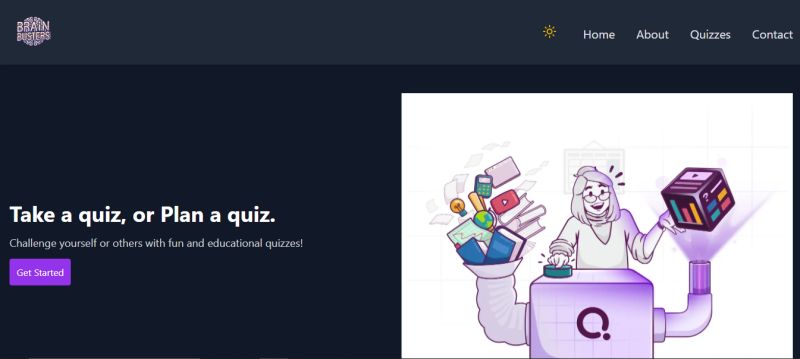 BRAIN
BUSTERS
Home
About
Quizzes
Contact
Take a quiz, or Plan a quiz.
Challenge yourself or others with fun and educational quizzes!
Get Started